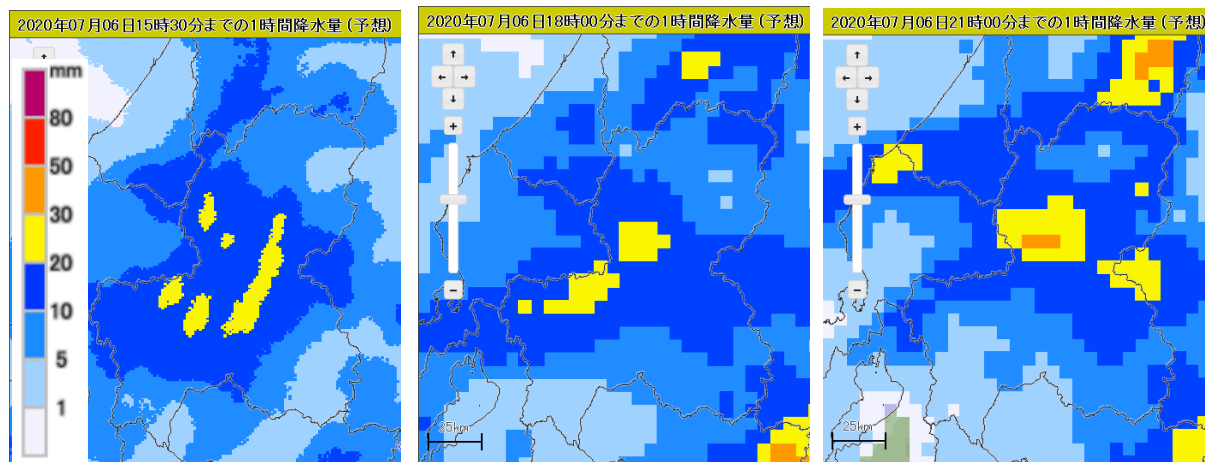 2020年07月06日15時30分までの1時間降水量(予想)
mm
80
50
30
20
10
5
1
2020年07月06日18時00分までの1時間降水量(予想)
25km
2020年07月06日21時00分までの1時間降水量(予想)
25km